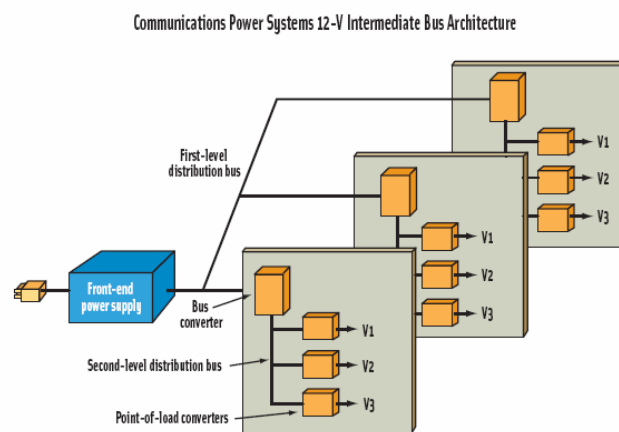 Communications Power Systems 12-V Intermediate Bus Architecture
First-level
distribution bus
V1
V2
V3
V1
V2
V3
Front-end
power supply
Bus
converter
V1
Second-level distribution bus
V2
V3
Point-of-load converters